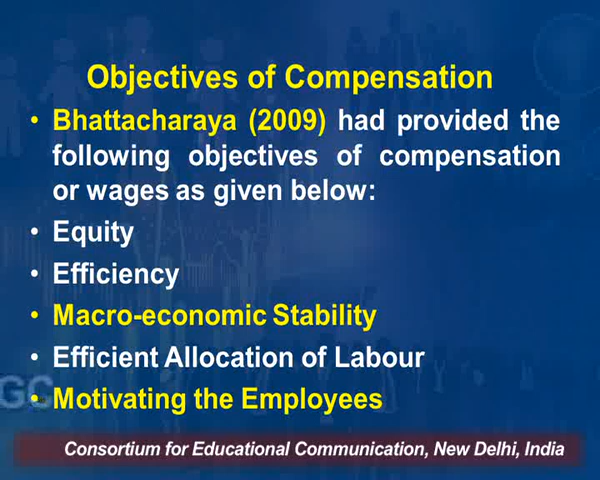 Objectives of Compensation
• Bhattacharaya (2009) had provided the
following objectives of compensation
or wages as given below:
• Equity
• Efficiency
• Macro-economic Stability
• Efficient Allocation of Labour
• Motivating the Employees
GC
Consortium for Educational Communication, New Delhi, India